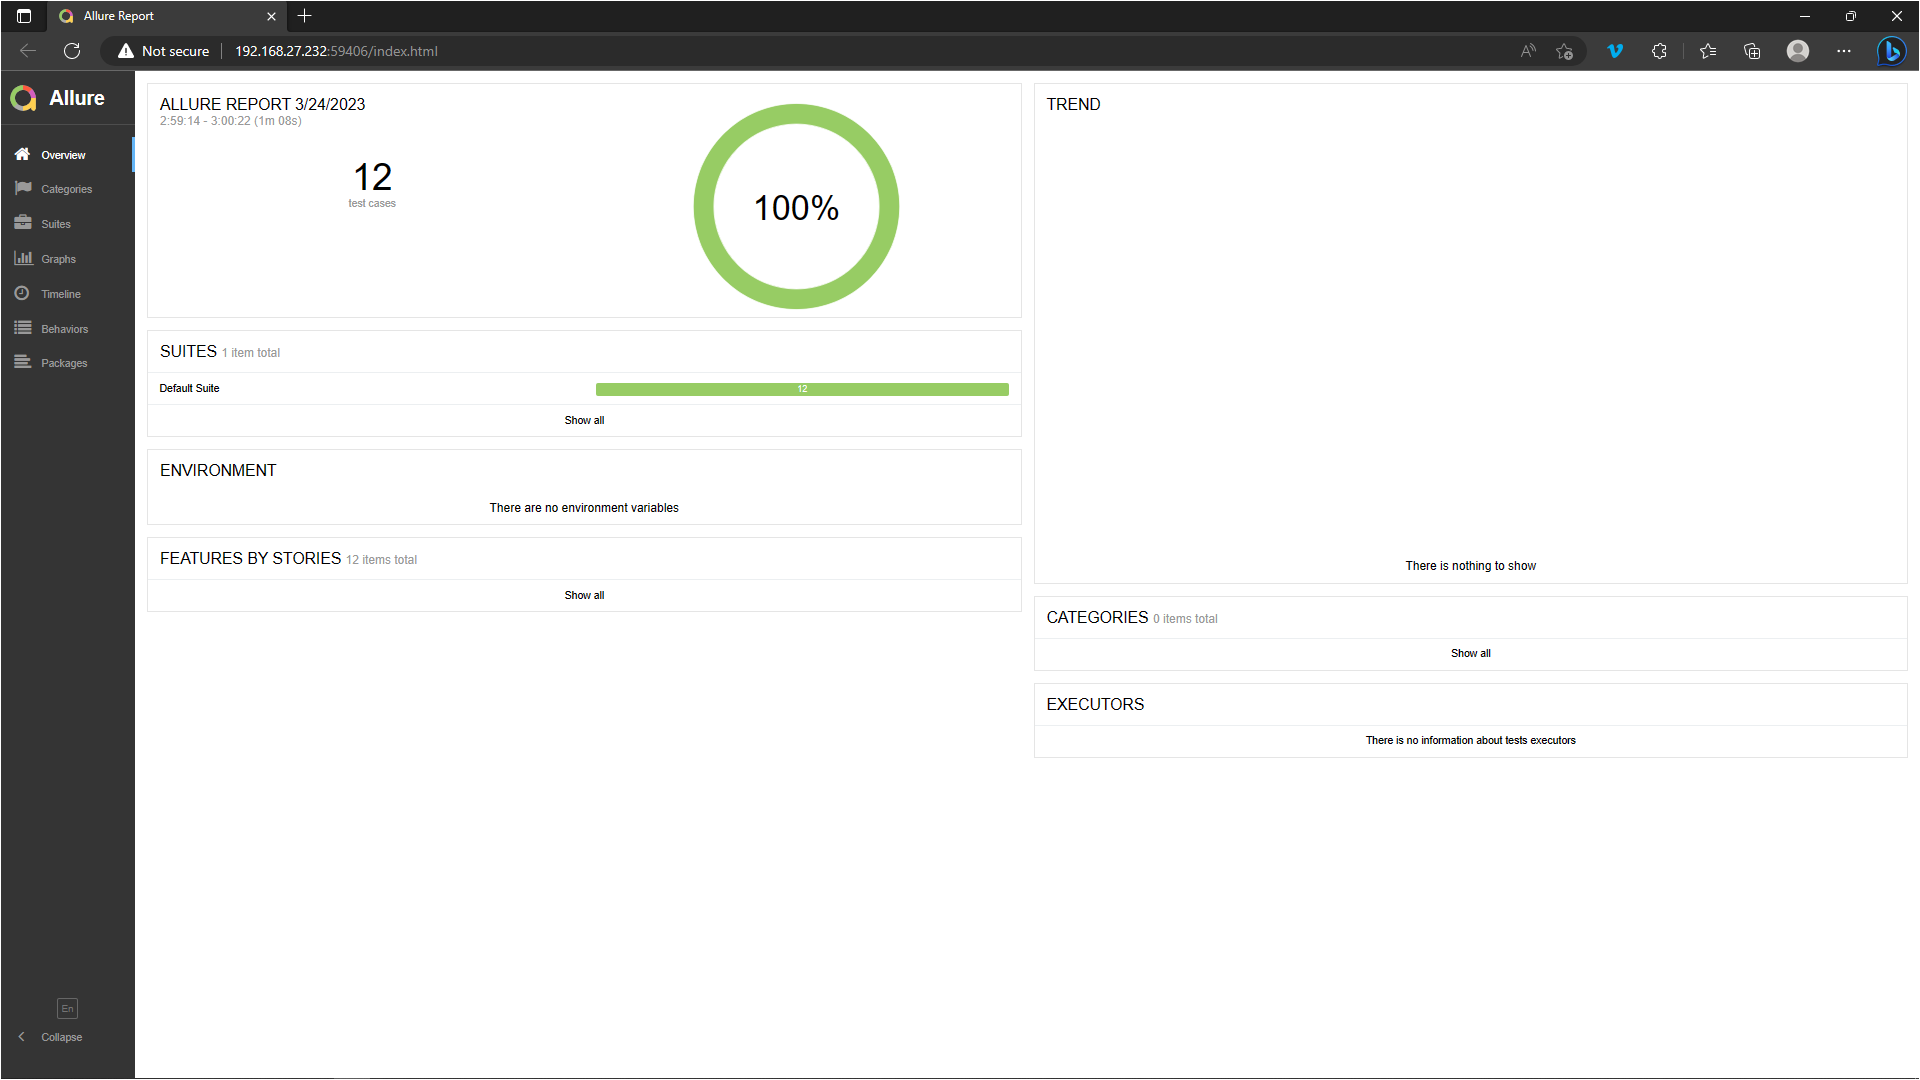 Allure Report
Not secure
192.168.27.232:59406/index.html
Allure
Overview
Categories
Suites
Graphs
Timeline
Behaviors
Packages
En
Collapse
ALLURE REPORT 3/24/2023
2:59:14 - 3:00:22 (1m 08s)
12
test cases
100%
SUITES 1 item total
Default Suite
12
Show all
ENVIRONMENT
There are no environment variables
FEATURES BY STORIES 12 items total
Show all
TREND
There is nothing to show
CATEGORIES 0 items total
Show all
EXECUTORS
There is no information about tests executors